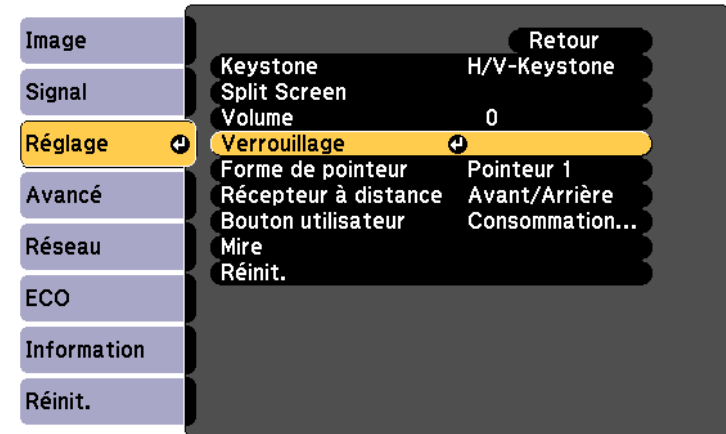 Image
Signal
Réglage
Avancé
Réseau
ECO
Information
Réinit.
Retour
Keystone H/V-Keystone
Split Screen
Volume 0
Verrouillage
Forme de pointeur Pointeur 1
Récepteur à distance Avant/Arrière
Bouton utilisateur Consommation...
Mire
Réinit.